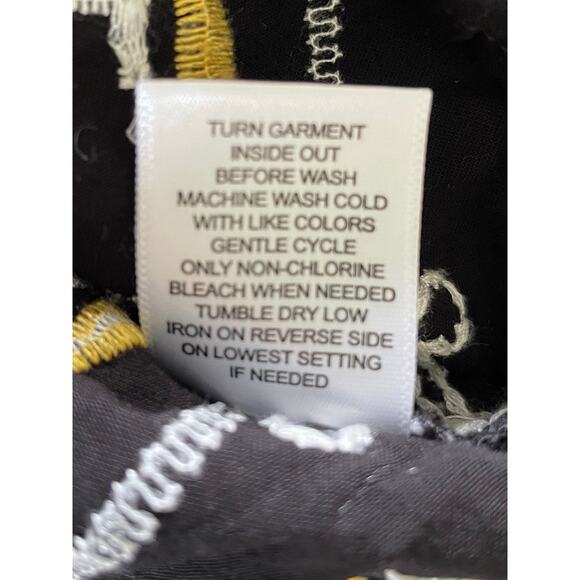 TURN GARMENT
INSIDE OUT
BEFORE WASH
MACHINE WASH COLD
WITH LIKE COLORS
GENTLE CYCLE
ONLY NON-CHLORINE
BLEACH WHEN NEEDED
TUMBLE DRY LOW
IRON ON REVERSE SIDE
ON LOWEST SETTING
IF NEEDED